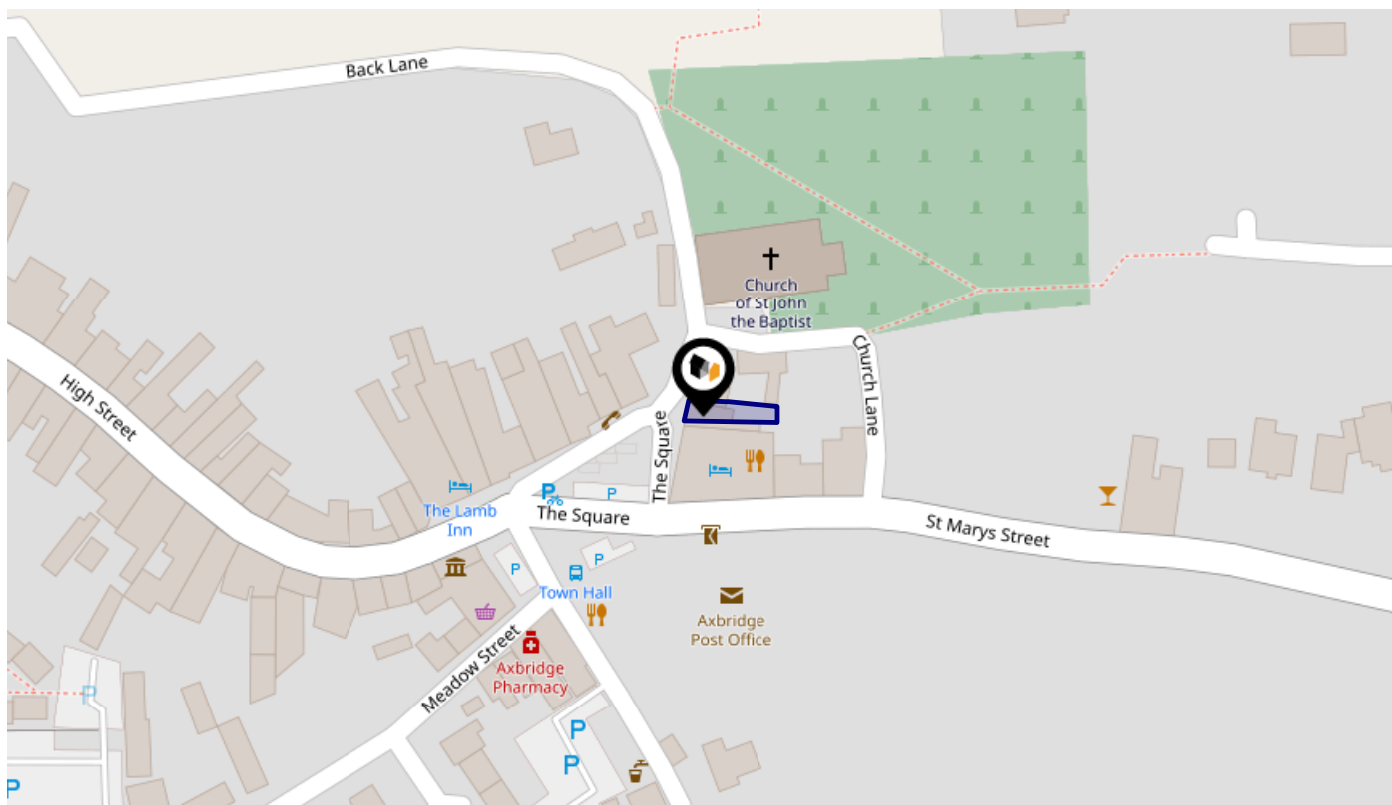 Back Lane
Church
of St John
the Baptist
Church Lane
High Street
The Square
The Lamb
Inn
P
P
The Square
St Marys Street
P
P
Town Hall
Axbridge
Post Office
Meadow Street
Axbridge
Pharmacy
P
P
P
P